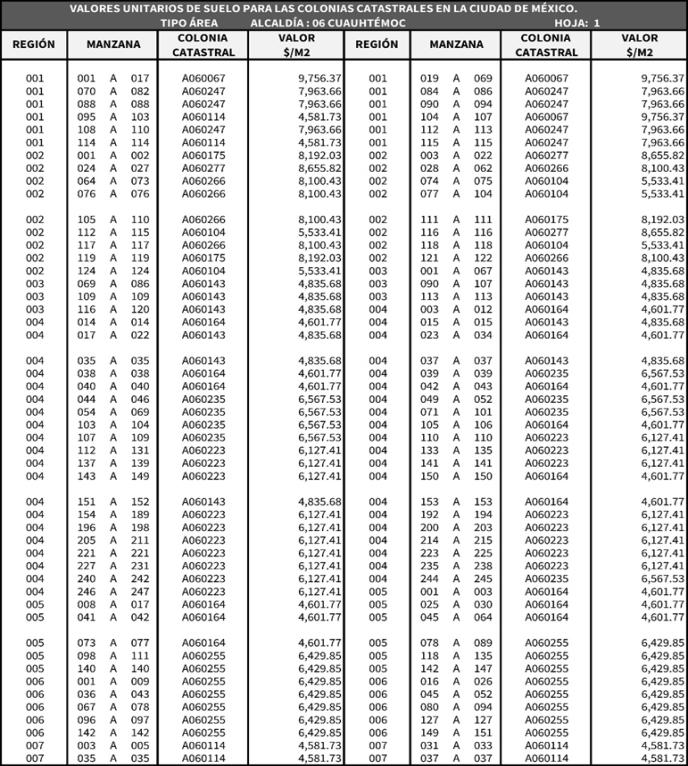 VALORES UNITARIOS DE SUELO PARA LAS COLONIAS CATASTRALES EN LA CIUDAD DE MÉXICO.
TIPO ÁREA ALCALDÍA : 06 CUAUHTÉMOC HOJA: 1
REGIÓN MANZANA COLONIA CATASTRAL VALOR $/M2 REGIÓN MANZANA COLONIA CATASTRAL VALOR $/M2
001 001 A 017 A060067 9,756.37 001 019 A 069 A060067 9,756.37
001 070 A 082 A060247 7,963.66 001 084 A 086 A060247 7,963.66
001 088 A 088 A060247 7,963.66 001 090 A 094 A060247 7,963.66
001 095 A 103 A060114 4,581.73 001 104 A 107 A060067 9,756.37
001 108 A 110 A060247 7,963.66 001 112 A 113 A060247 7,963.66
001 114 A 114 A060114 4,581.73 001 115 A 115 A060247 7,963.66
002 001 A 002 A060175 8,192.03 002 003 A 022 A060277 8,655.82
002 024 A 027 A060277 8,655.82 002 028 A 062 A060266 8,100.43
002 064 A 073 A060266 8,100.43 002 074 A 075 A060104 5,533.41
002 076 A 076 A060266 8,100.43 002 077 A 104 A060104 5,533.41
002 105 A 110 A060266 8,100.43 002 111 A 111 A060175 8,192.03
002 112 A 115 A060104 5,533.41 002 116 A 116 A060277 8,655.82
002 117 A 117 A060266 8,100.43 002 118 A 118 A060104 5,533.41
002 119 A 119 A060175 8,192.03 002 121 A 122 A060266 8,100.43
002 124 A 124 A060104 5,533.41 003 001 A 067 A060143 4,835.68
003 069 A 086 A060143 4,835.68 003 090 A 107 A060143 4,835.68
003 109 A 109 A060143 4,835.68 003 113 A 113 A060143 4,835.68
003 116 A 120 A060143 4,835.68 004 003 A 012 A060164 4,601.77
004 014 A 014 A060164 4,601.77 004 015 A 015 A060143 4,835.68
004 017 A 022 A060143 4,835.68 004 023 A 034 A060164 4,601.77
004 035 A 035 A060143 4,835.68 004 037 A 037 A060143 4,835.68
004 038 A 038 A060164 4,601.77 004 039 A 039 A060235 6,567.53
004 040 A 040 A060164 4,601.77 004 042 A 043 A060164 4,601.77
004 044 A 046 A060235 6,567.53 004 049 A 052 A060235 6,567.53
004 054 A 069 A060235 6,567.53 004 071 A 101 A060235 6,567.53
004 103 A 104 A060235 6,567.53 004 105 A 106 A060164 4,601.77
004 107 A 109 A060235 6,567.53 004 110 A 110 A060223 6,127.41
004 112 A 131 A060223 6,127.41 004 133 A 135 A060223 6,127.41
004 137 A 139 A060223 6,127.41 004 141 A 141 A060223 6,127.41
004 143 A 149 A060223 6,127.41 004 150 A 150 A060164 4,601.77
004 151 A 152 A060143 4,835.68 004 153 A 153 A060164 4,601.77
004 154 A 189 A060223 6,127.41 004 192 A 194 A060223 6,127.41
004 196 A 198 A060223 6,127.41 004 200 A 203 A060223 6,127.41
004 205 A 211 A060223 6,127.41 004 214 A 215 A060223 6,127.41
004 221 A 221 A060223 6,127.41 004 223 A 225 A060223 6,127.41
004 227 A 231 A060223 6,127.41 004 235 A 238 A060223 6,127.41
004 240 A 242 A060223 6,127.41 004 244 A 245 A060235 6,567.53
004 246 A 247 A060223 6,127.41 005 001 A 003 A060164 4,601.77
005 008 A 017 A060164 4,601.77 005 025 A 030 A060164 4,601.77
005 041 A 042 A060164 4,601.77 005 045 A 064 A060164 4,601.77
005 073 A 077 A060164 4,601.77 005 078 A 089 A060255 6,429.85
005 098 A 111 A060255 6,429.85 005 118 A 135 A060255 6,429.85
005 140 A 140 A060255 6,429.85 005 142 A 147 A060255 6,429.85
006 001 A 009 A060255 6,429.85 006 016 A 026 A060255 6,429.85
006 036 A 043 A060255 6,429.85 006 045 A 052 A060255 6,429.85
006 067 A 078 A060255 6,429.85 006 080 A 094 A060255 6,429.85
006 096 A 097 A060255 6,429.85 006 127 A 127 A060255 6,429.85
006 142 A 142 A060255 6,429.85 006 149 A 151 A060255 6,429.85
007 003 A 005 A060114 4,581.73 007 031 A 033 A060114 4,581.73
007 035 A 035 A060114 4,581.73 007 037 A 037 A060114 4,581.73